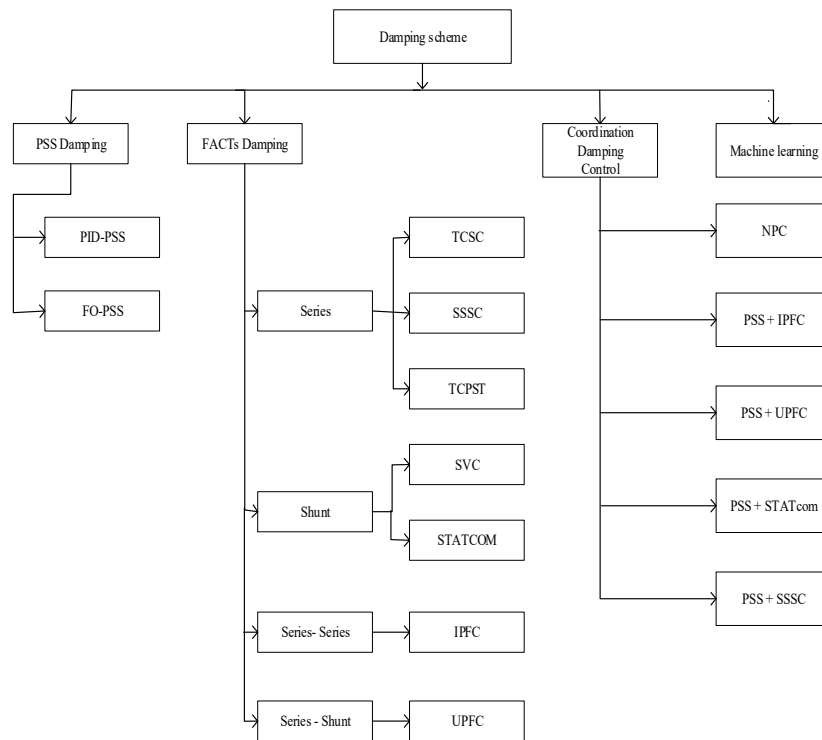 Damping scheme
PSS Damping
FACTs Damping
Coordination
Damping
Control
Machine learning
PID-PSS
FO-PSS
Series
TCSC
SSSC
TCPST
Shunt
SVC
STATCOM
Series- Series
IPFC
Series - Shunt
UPFC
NPC
PSS + IPFC
PSS + UPFC
PSS + STATcom
PSS + SSSC